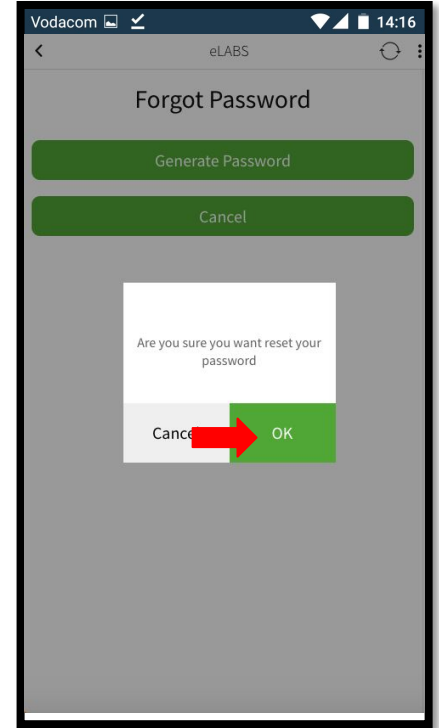 Vodacom 14:16
eLABS
Forgot Password
Generate Password
Cancel
Are you sure you want reset your
password
OK